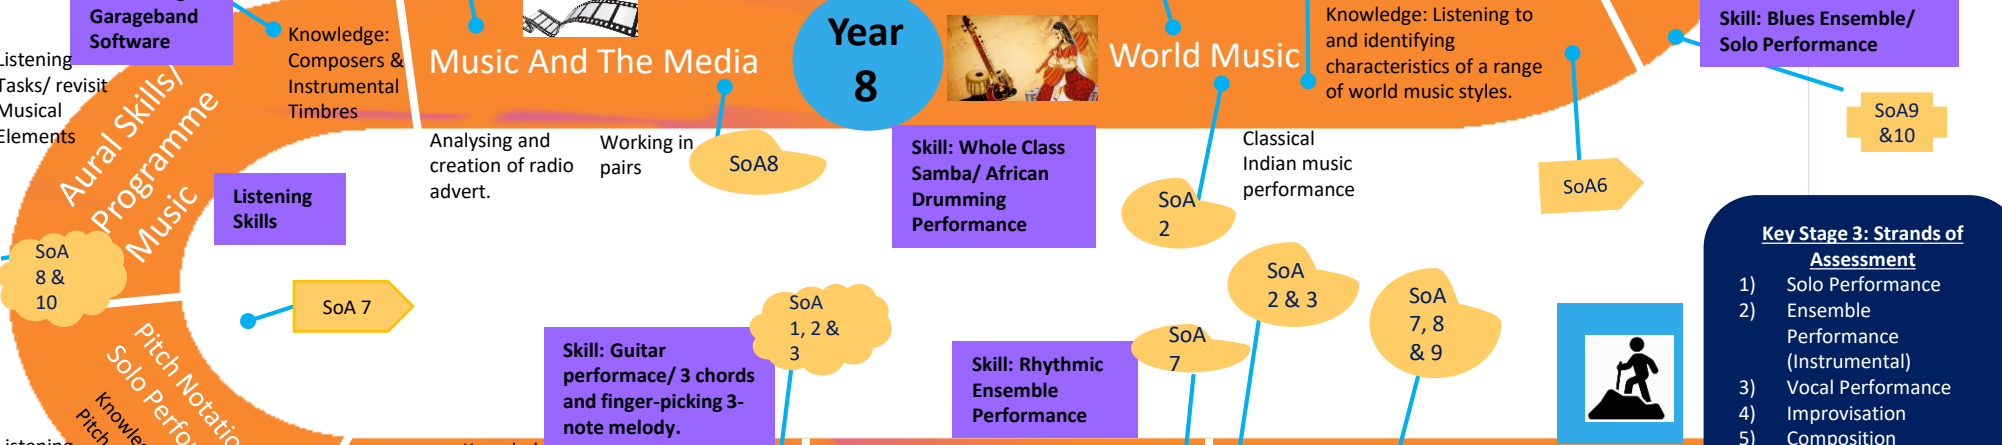 Garageband
Software
Listening
Tasks/ revisit
Musical
Elements
Aural Skills/
Programme
Music
Knowledge:
Composers &
Instrumental
Timbres
Music And The Media
Year
8
World Music
Knowledge: Listening to
and identifying
characteristics of a range
of world music styles.
Skill: Blues Ensemble/
Solo Performance
SoA9
&10
Analysing and
creation of radio
advert.
Working in
pairs
SoA8
Skill: Whole Class
Samba/ African
Drumming
Performance
Classical
Indian music
performance
SoA
2
SoA6
Listening
Skills
SoA
8 &
10
SoA 7
SoA
1, 2 &
3
Skill: Guitar
performace/ 3 chords
and finger-picking 3-
note melody.
Skill: Rhythmic
Ensemble
Performance
SoA
7
SoA
2 & 3
SoA
7, 8
& 9
Key Stage 3: Strands of
Assessment
1) Solo Performance
2) Ensemble
Performance
(Instrumental)
3) Vocal Performance
4) Improvisation
5) Composition
Pitch Notatio
Solo Perfor
Knowle
Pitch